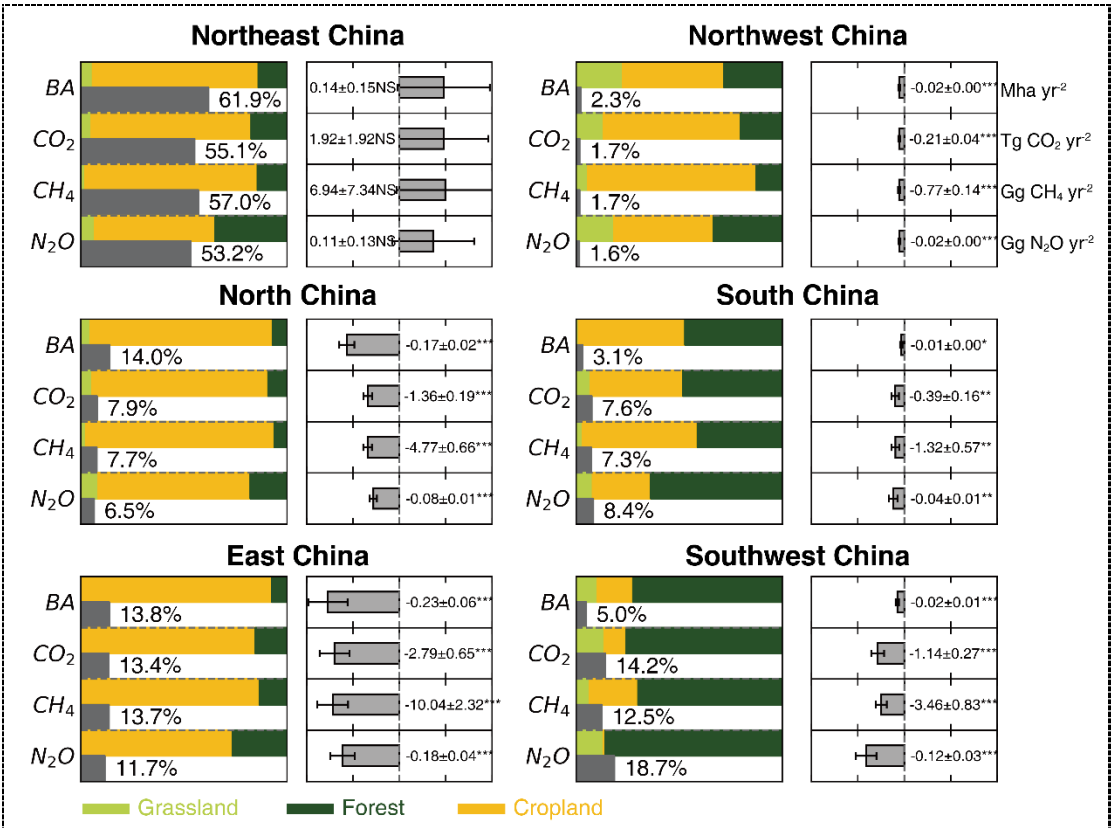 Northeast China
BA
61.9%
0.14±0.15NS
CO₂
55.1%
1.92±1.92NS
CH₄
57.0%
6.94±7.34NS
N₂O
53.2%
0.11±0.13NS
Northwest China
BA
2.3%
-0.02±0.00*** Mha yr⁻²
CO₂
1.7%
-0.21±0.04*** Tg CO₂ yr⁻²
CH₄
1.7%
-0.77±0.14*** Gg CH₄ yr⁻²
N₂O
1.6%
-0.02±0.00*** Gg N₂O yr⁻²
North China
BA
14.0%
-0.17±0.02***
CO₂
7.9%
-1.36±0.19***
CH₄
7.7%
-4.77±0.66***
N₂O
6.5%
-0.08±0.01***
South China
BA
3.1%
-0.01±0.00*
CO₂
7.6%
-0.39±0.16**
CH₄
7.3%
-1.32±0.57**
N₂O
8.4%
-0.04±0.01**
East China
BA
13.8%
-0.23±0.06***
CO₂
13.4%
-2.79±0.65***
CH₄
13.7%
-10.04±2.32***
N₂O
11.7%
-0.18±0.04***
Southwest China
BA
5.0%
-0.02±0.01***
CO₂
14.2%
-1.14±0.27***
CH₄
12.5%
-3.46±0.83***
N₂O
18.7%
-0.12±0.03***
Grassland Forest Cropland